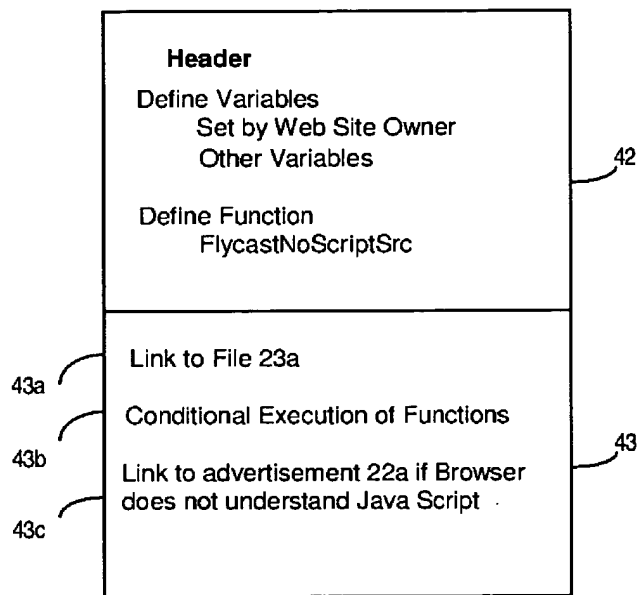 Header
Define Variables
Set by Web Site Owner
Other Variables
42
Define Function
FlycastNoScriptSrc
Link to File 23a
43a
Conditional Execution of Functions
43b
43
Link to advertisement 22a if Browser
does not understand Java Script
43c